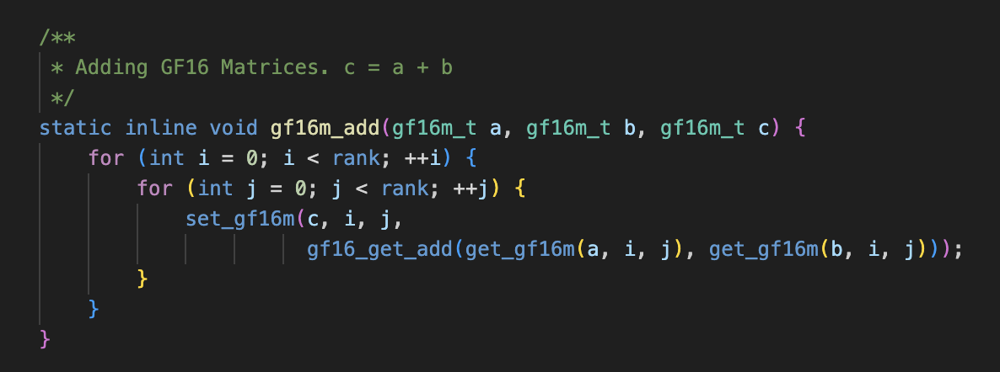 /**
 * Adding GF16 Matrices. c = a + b
 */
static inline void gf16m_add(gf16m_t a, gf16m_t b, gf16m_t c) {
    for (int i = 0; i < rank; ++i) {
        for (int j = 0; j < rank; ++j) {
            set_gf16m(c, i, j,
                      gf16_get_add(get_gf16m(a, i, j), get_gf16m(b, i, j)));
        }
    }
}